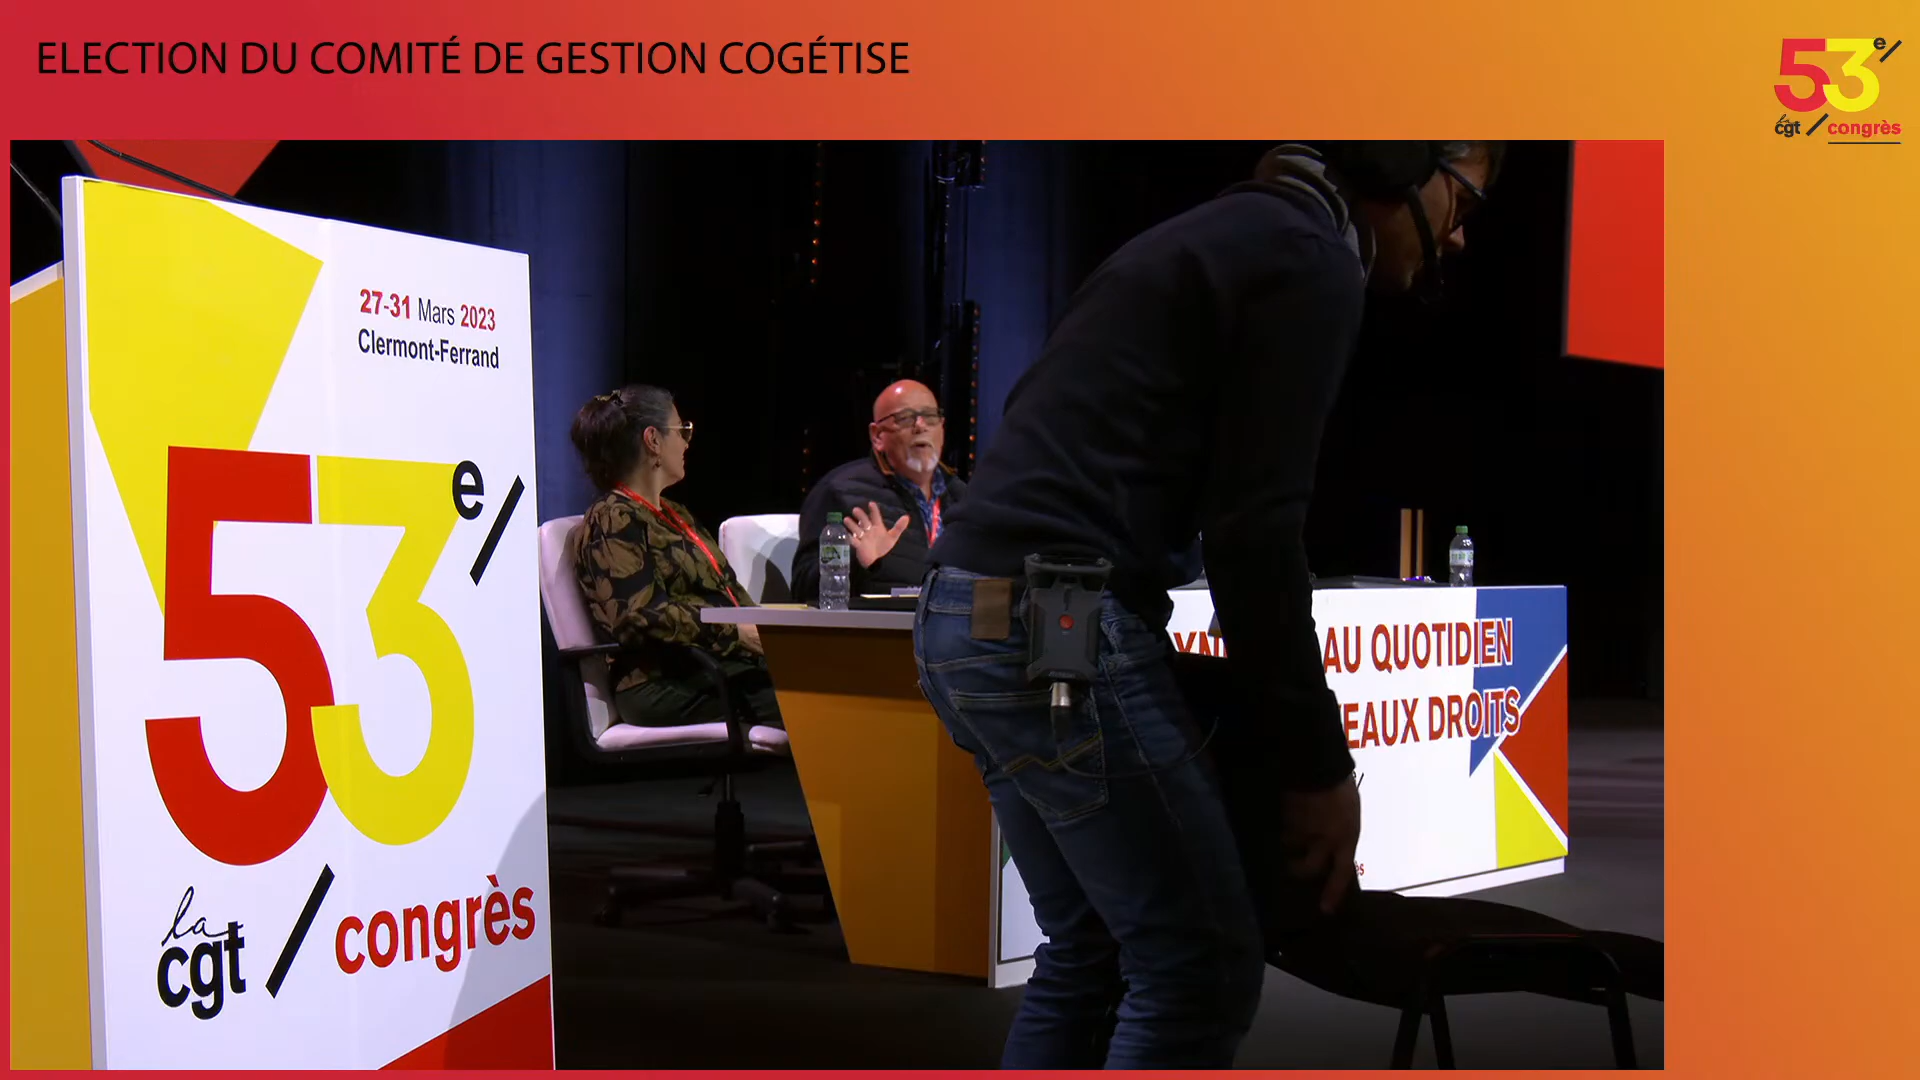 ELECTION DU COMITÉ DE GESTION COGÉTISE
53e/
la cgt / congrès
27-31 Mars 2023
Clermont-Ferrand
53e/
la cgt / congrès
AU QUOTIDIEN
DROITS